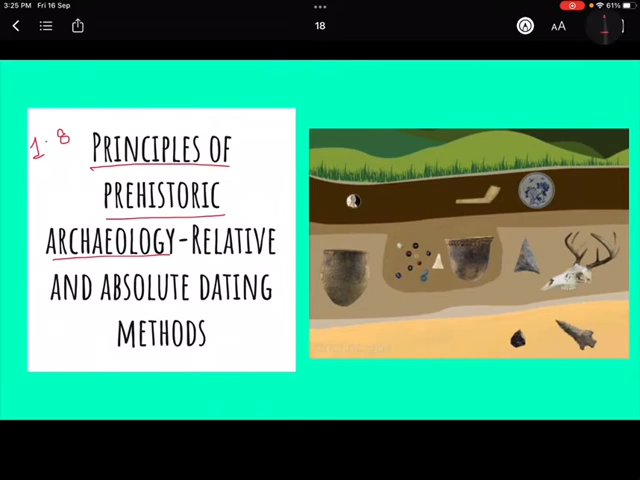 3:25 PM Fri 16 Sep
61%
18
AA
1.8
PRINCIPLES OF
PREHISTORIC
ARCHAEOLOGY-RELATIVE
AND ABSOLUTE DATING
METHODS